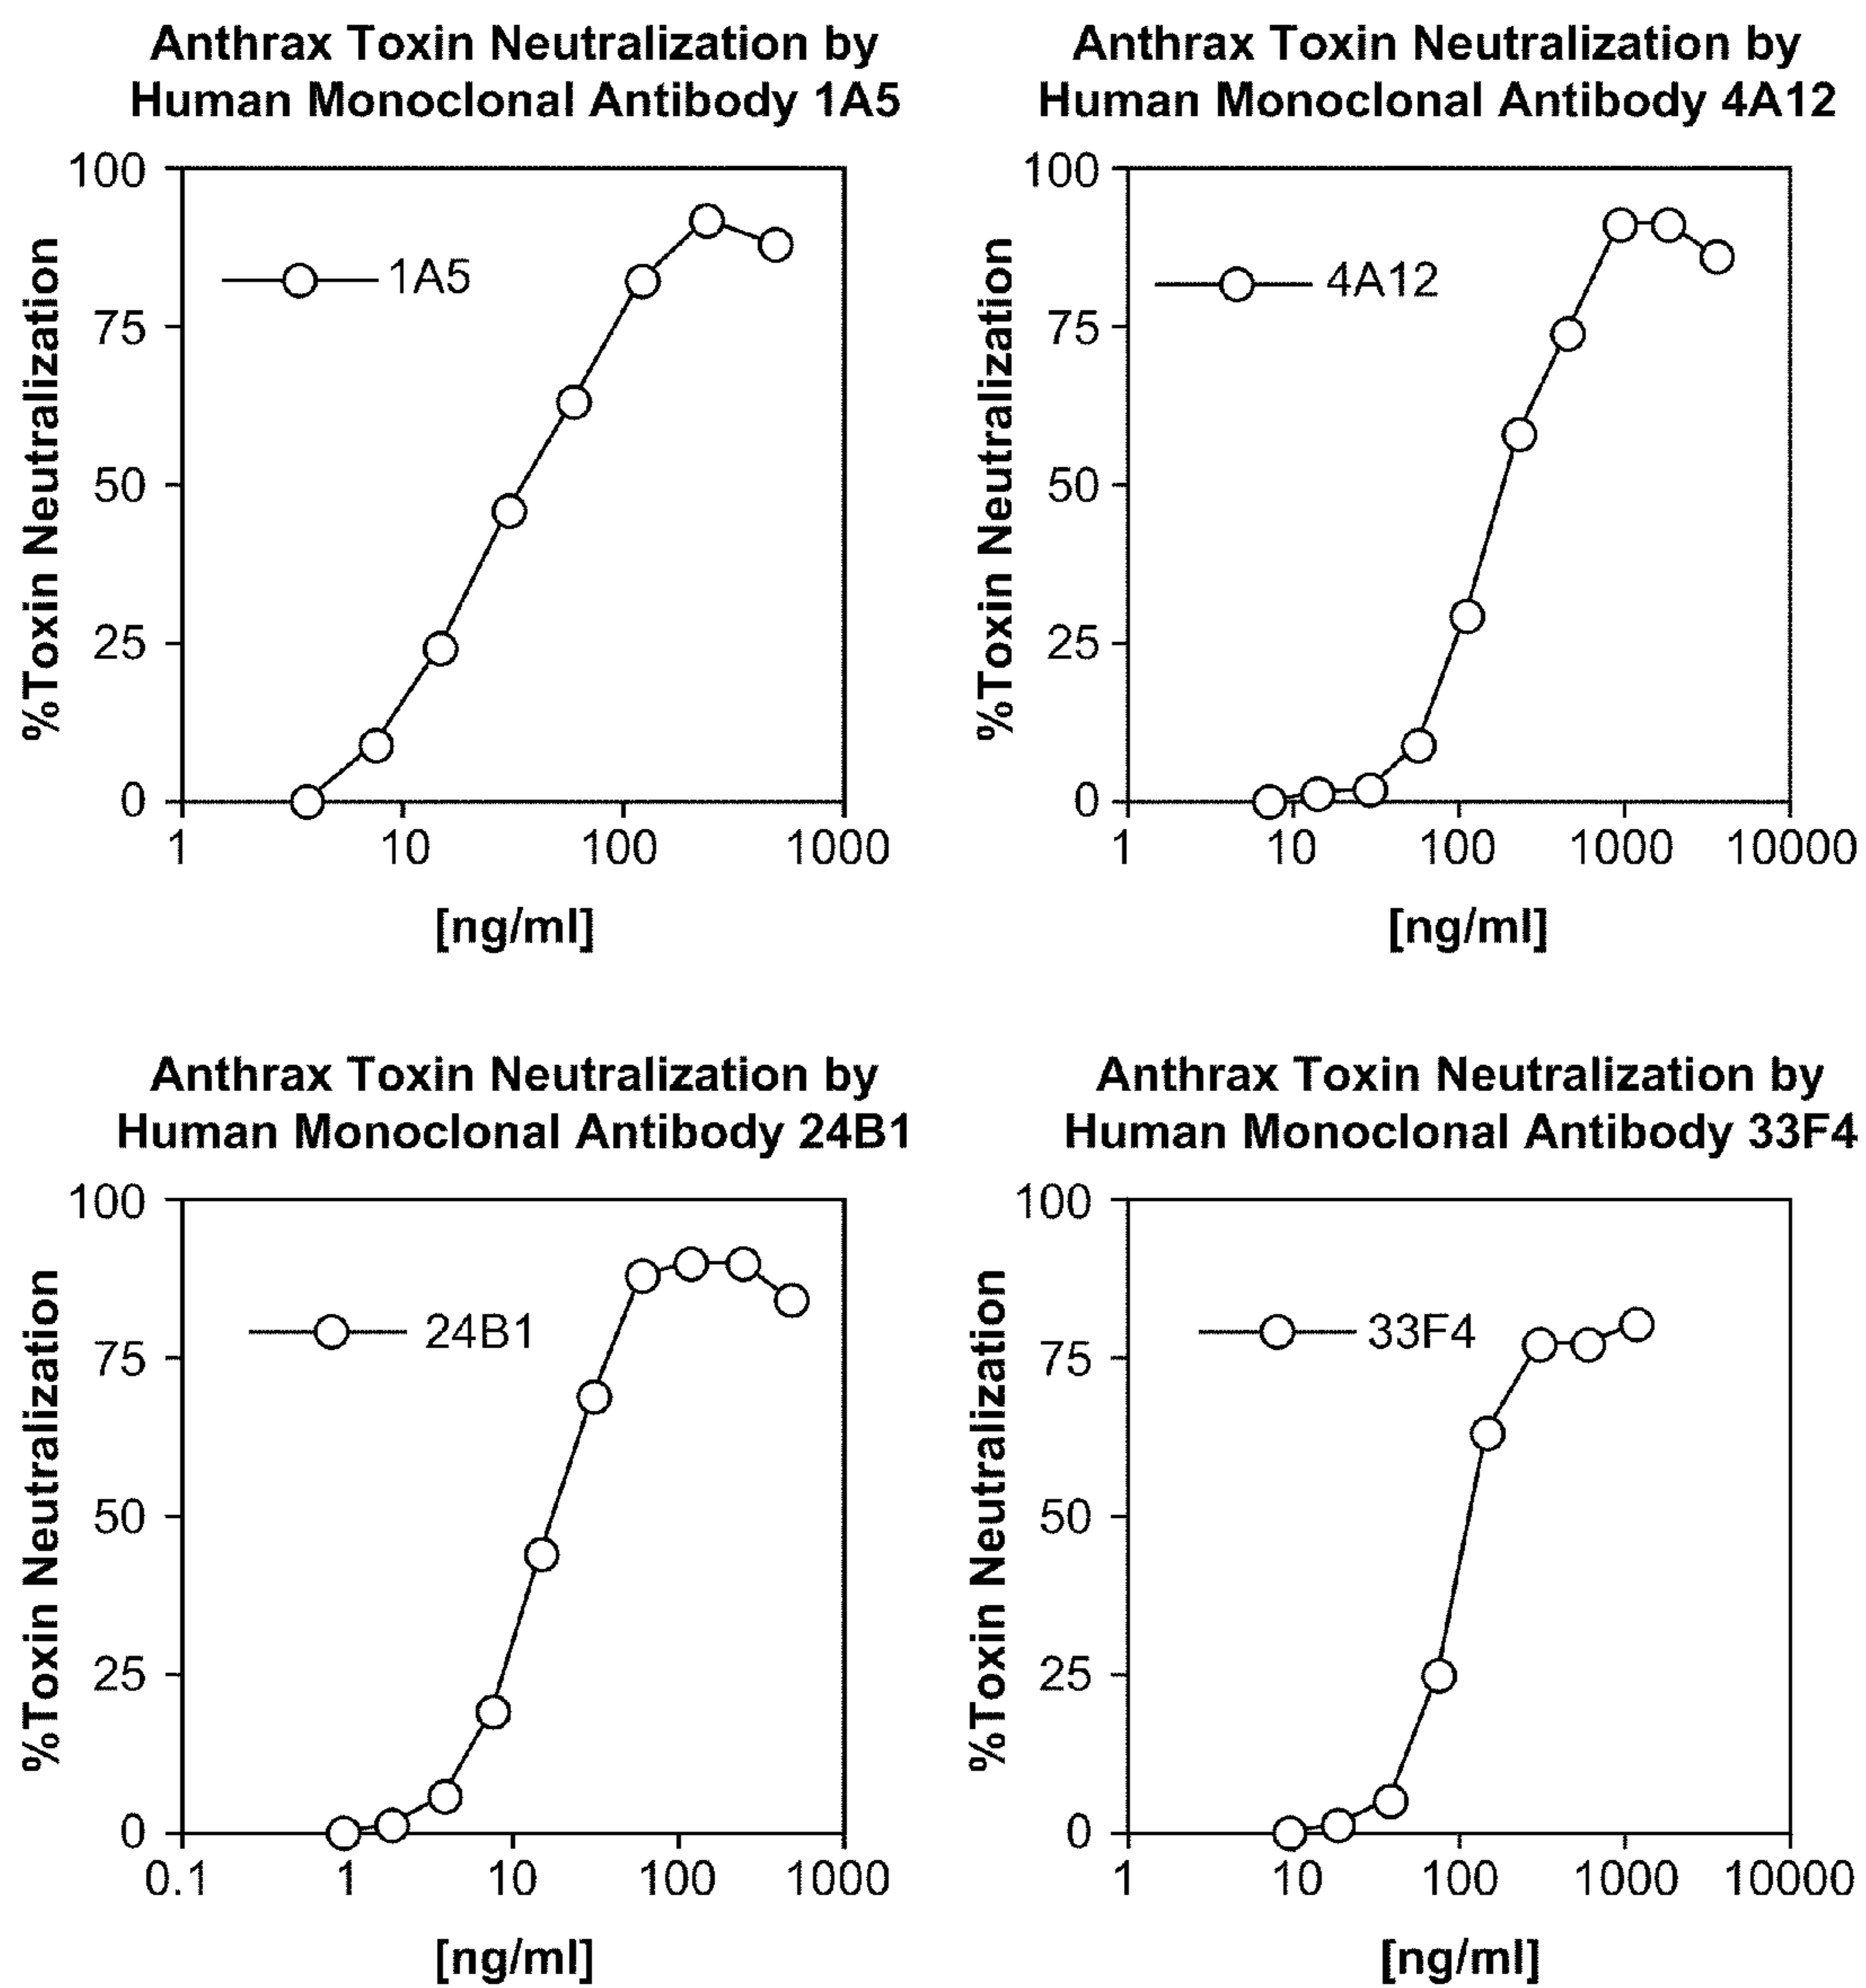 Anthrax Toxin Neutralization by
Human Monoclonal Antibody 1A5
%Toxin Neutralization
100
75
50
25
0
1A5
1 10 100 1000
[ng/ml]
Anthrax Toxin Neutralization by
Human Monoclonal Antibody 4A12
%Toxin Neutralization
100
75
50
25
0
4A12
1 10 100 1000 10000
[ng/ml]
Anthrax Toxin Neutralization by
Human Monoclonal Antibody 24B1
%Toxin Neutralization
100
75
50
25
0
24B1
0.1 1 10 100 1000
[ng/ml]
Anthrax Toxin Neutralization by
Human Monoclonal Antibody 33F4
%Toxin Neutralization
100
75
50
25
0
33F4
1 10 100 1000 10000
[ng/ml]